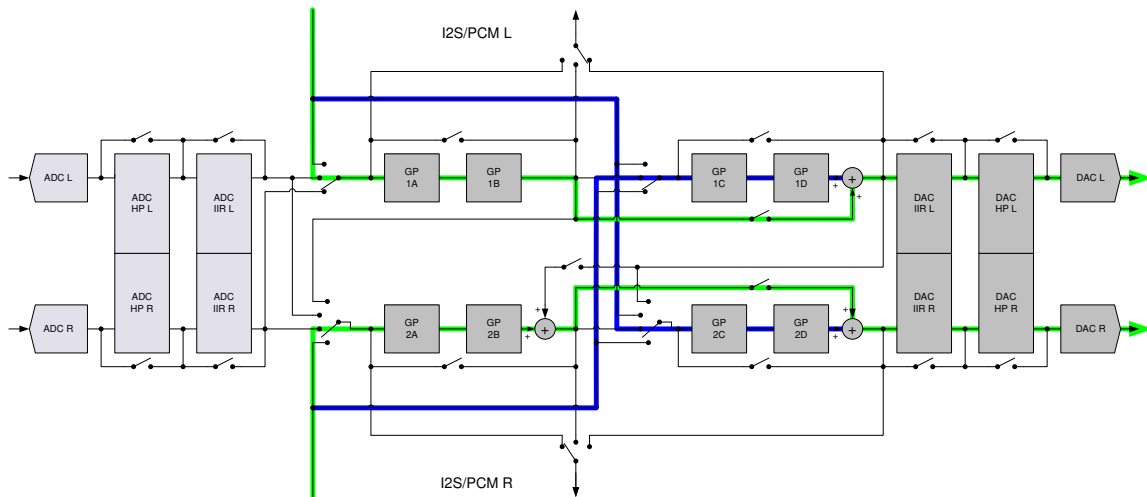 I2S/PCM L
ADC L
ADC
HP L
ADC
IIR L
GP
1A
GP
1B
GP
1C
GP
1D
+
+
+
DAC
IIR L
DAC
HP L
DAC L
ADC R
ADC
HP R
ADC
IIR R
GP
2A
GP
2B
+
+
+
GP
2C
GP
2D
+
+
+
DAC
IIR R
DAC
HP R
DAC R
I2S/PCM R